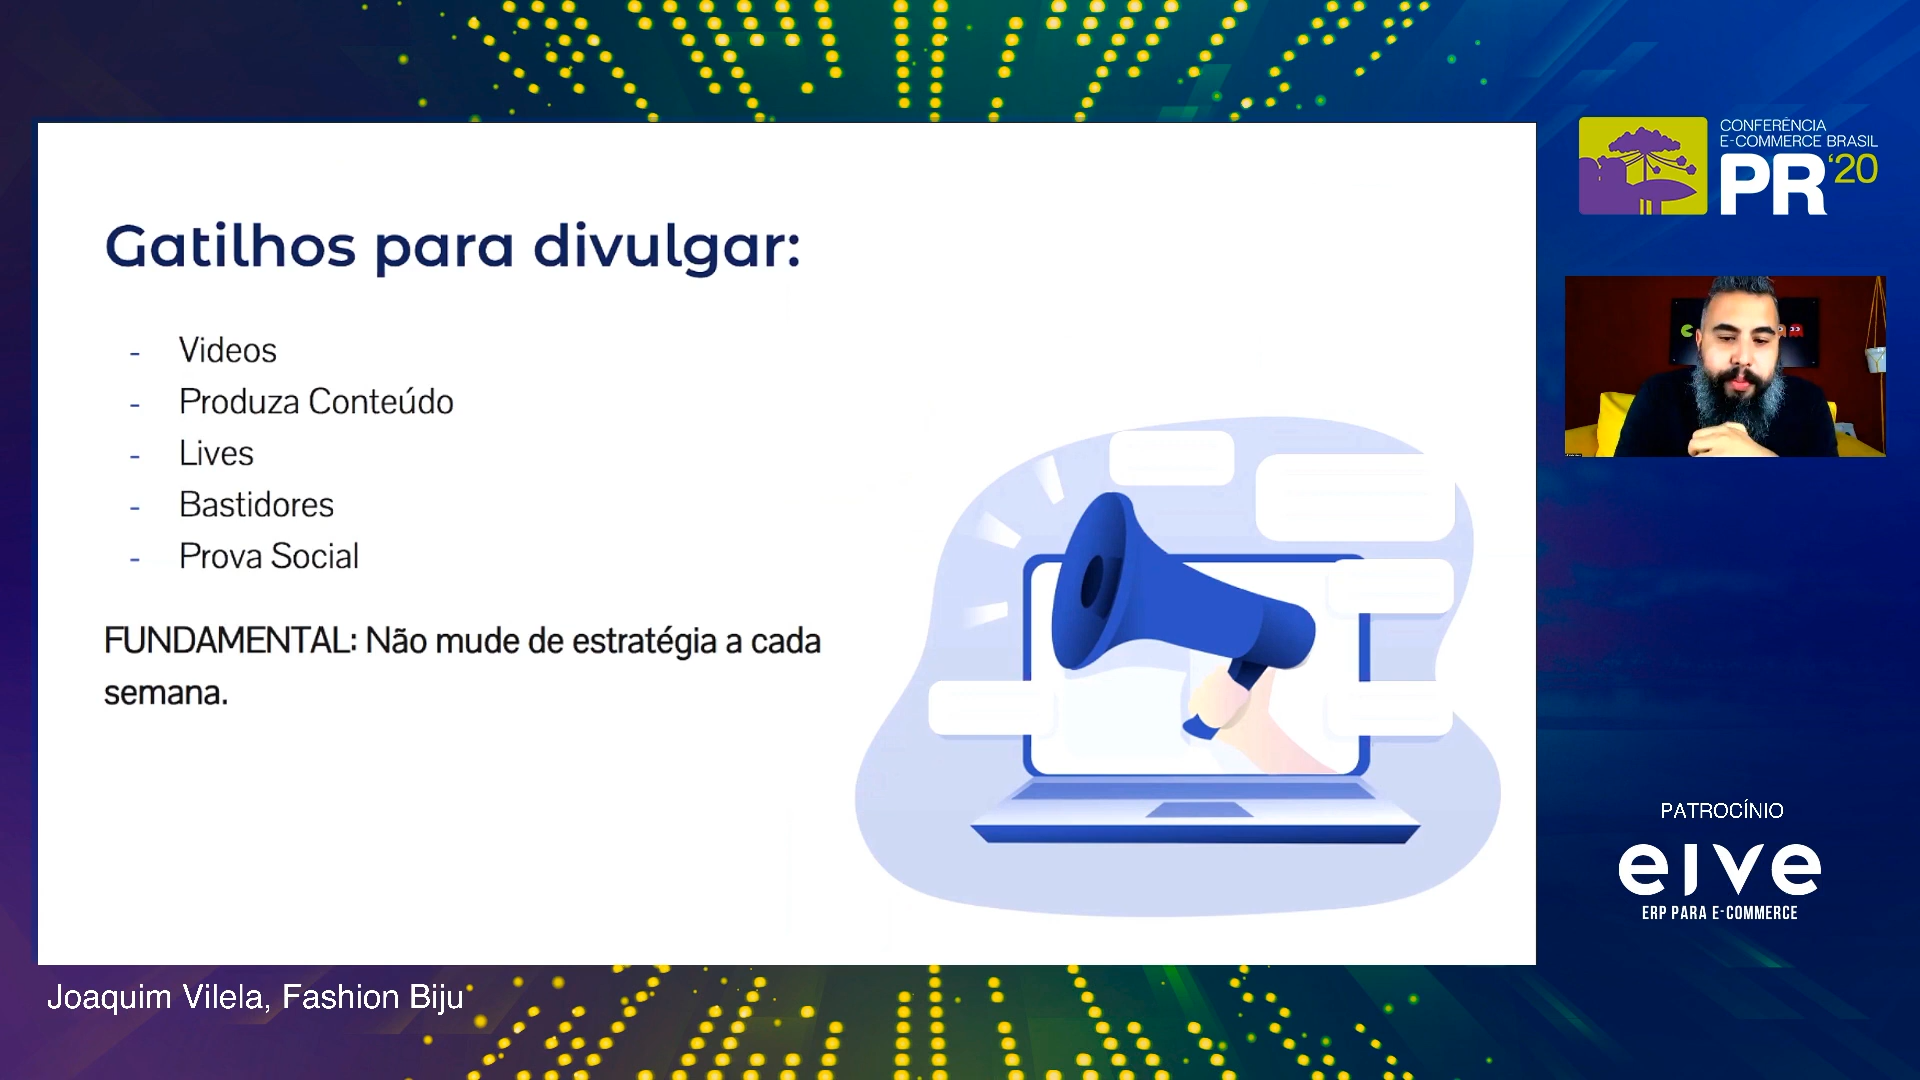 Gatilhos para divulgar:
- Videos
- Produza Conteúdo
- Lives
- Bastidores
- Prova Social
FUNDAMENTAL: Não mude de estratégia a cada
semana.
CONFERÊNCIA
E-COMMERCE BRASIL
PR'20
PATROCÍNIO
eive
ERP PARA E-COMMERCE
Joaquim Vilela, Fashion Biju